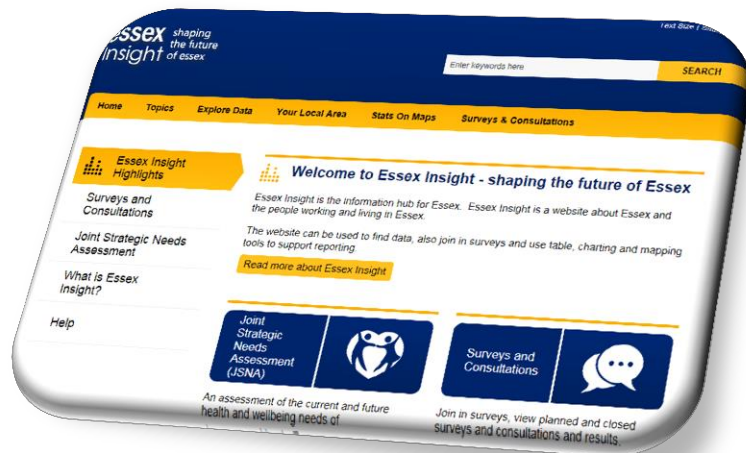 Text Size |
essex shaping
the future
insight of essex
Enter keywords here
SEARCH
Home Topics Explore Data Your Local Area Stats On Maps Surveys & Consultations
Essex Insight
Highlights
Surveys and
Consultations
Joint Strategic Needs
Assessment
What is Essex
Insight?
Help
Welcome to Essex Insight - shaping the future of Essex
Essex Insight is the information hub for Essex. Essex Insight is a website about Essex and
the people working and living in Essex.
The website can be used to find data, also join in surveys and use table, charting and mapping
tools to support reporting.
Read more about Essex Insight
Joint
Strategic
Needs
Assessment
(JSNA)
An assessment of the current and future
health and wellbeing needs of
Surveys and
Consultations
Join in surveys, view planned and closed
surveys and consultations and results.